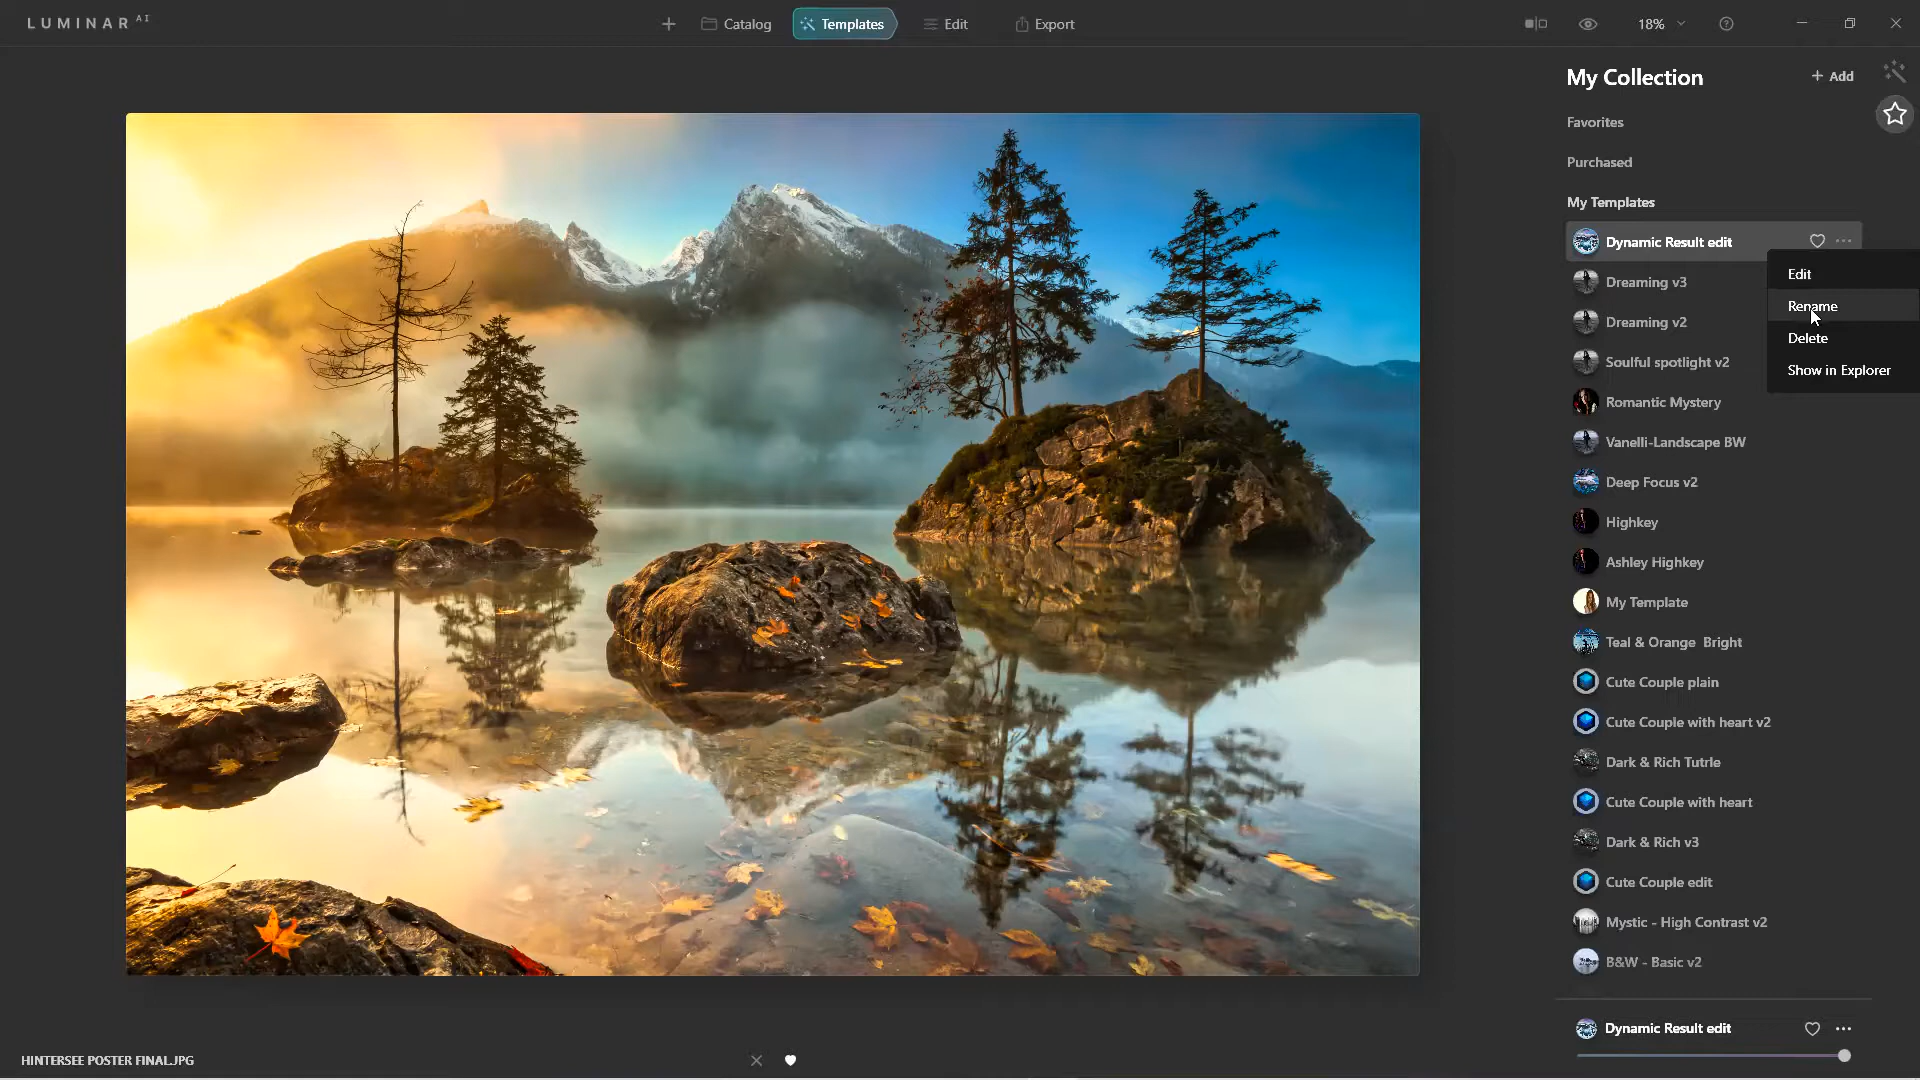 LUMINAR AI
Catalog
Templates
Edit
Export
18%
My Collection
Add
Favorites
Purchased
My Templates
Dynamic Result edit
Edit
Dreaming v3
Rename
Dreaming v2
Delete
Soulful spotlight v2
Show in Explorer
Romantic Mystery
Vanelli-Landscape BW
Deep Focus v2
Highkey
Ashley Highkey
My Template
Teal & Orange  Bright
Cute Couple plain
Cute Couple with heart v2
Dark & Rich Tutrle
Cute Couple with heart
Dark & Rich v3
Cute Couple edit
Mystic - High Contrast v2
B&W - Basic v2
Dynamic Result edit
HINTERSEE POSTER FINAL.JPG